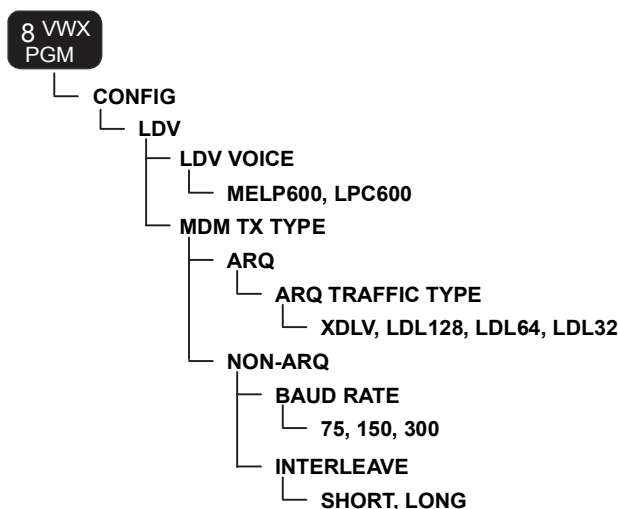 8 VWX
PGM
CONFIG
LDV
LDV VOICE
MELP600, LPC600
MDM TX TYPE
ARQ
ARQ TRAFFIC TYPE
XDLV, LDL128, LDL64, LDL32
NON-ARQ
BAUD RATE
75, 150, 300
INTERLEAVE
SHORT, LONG